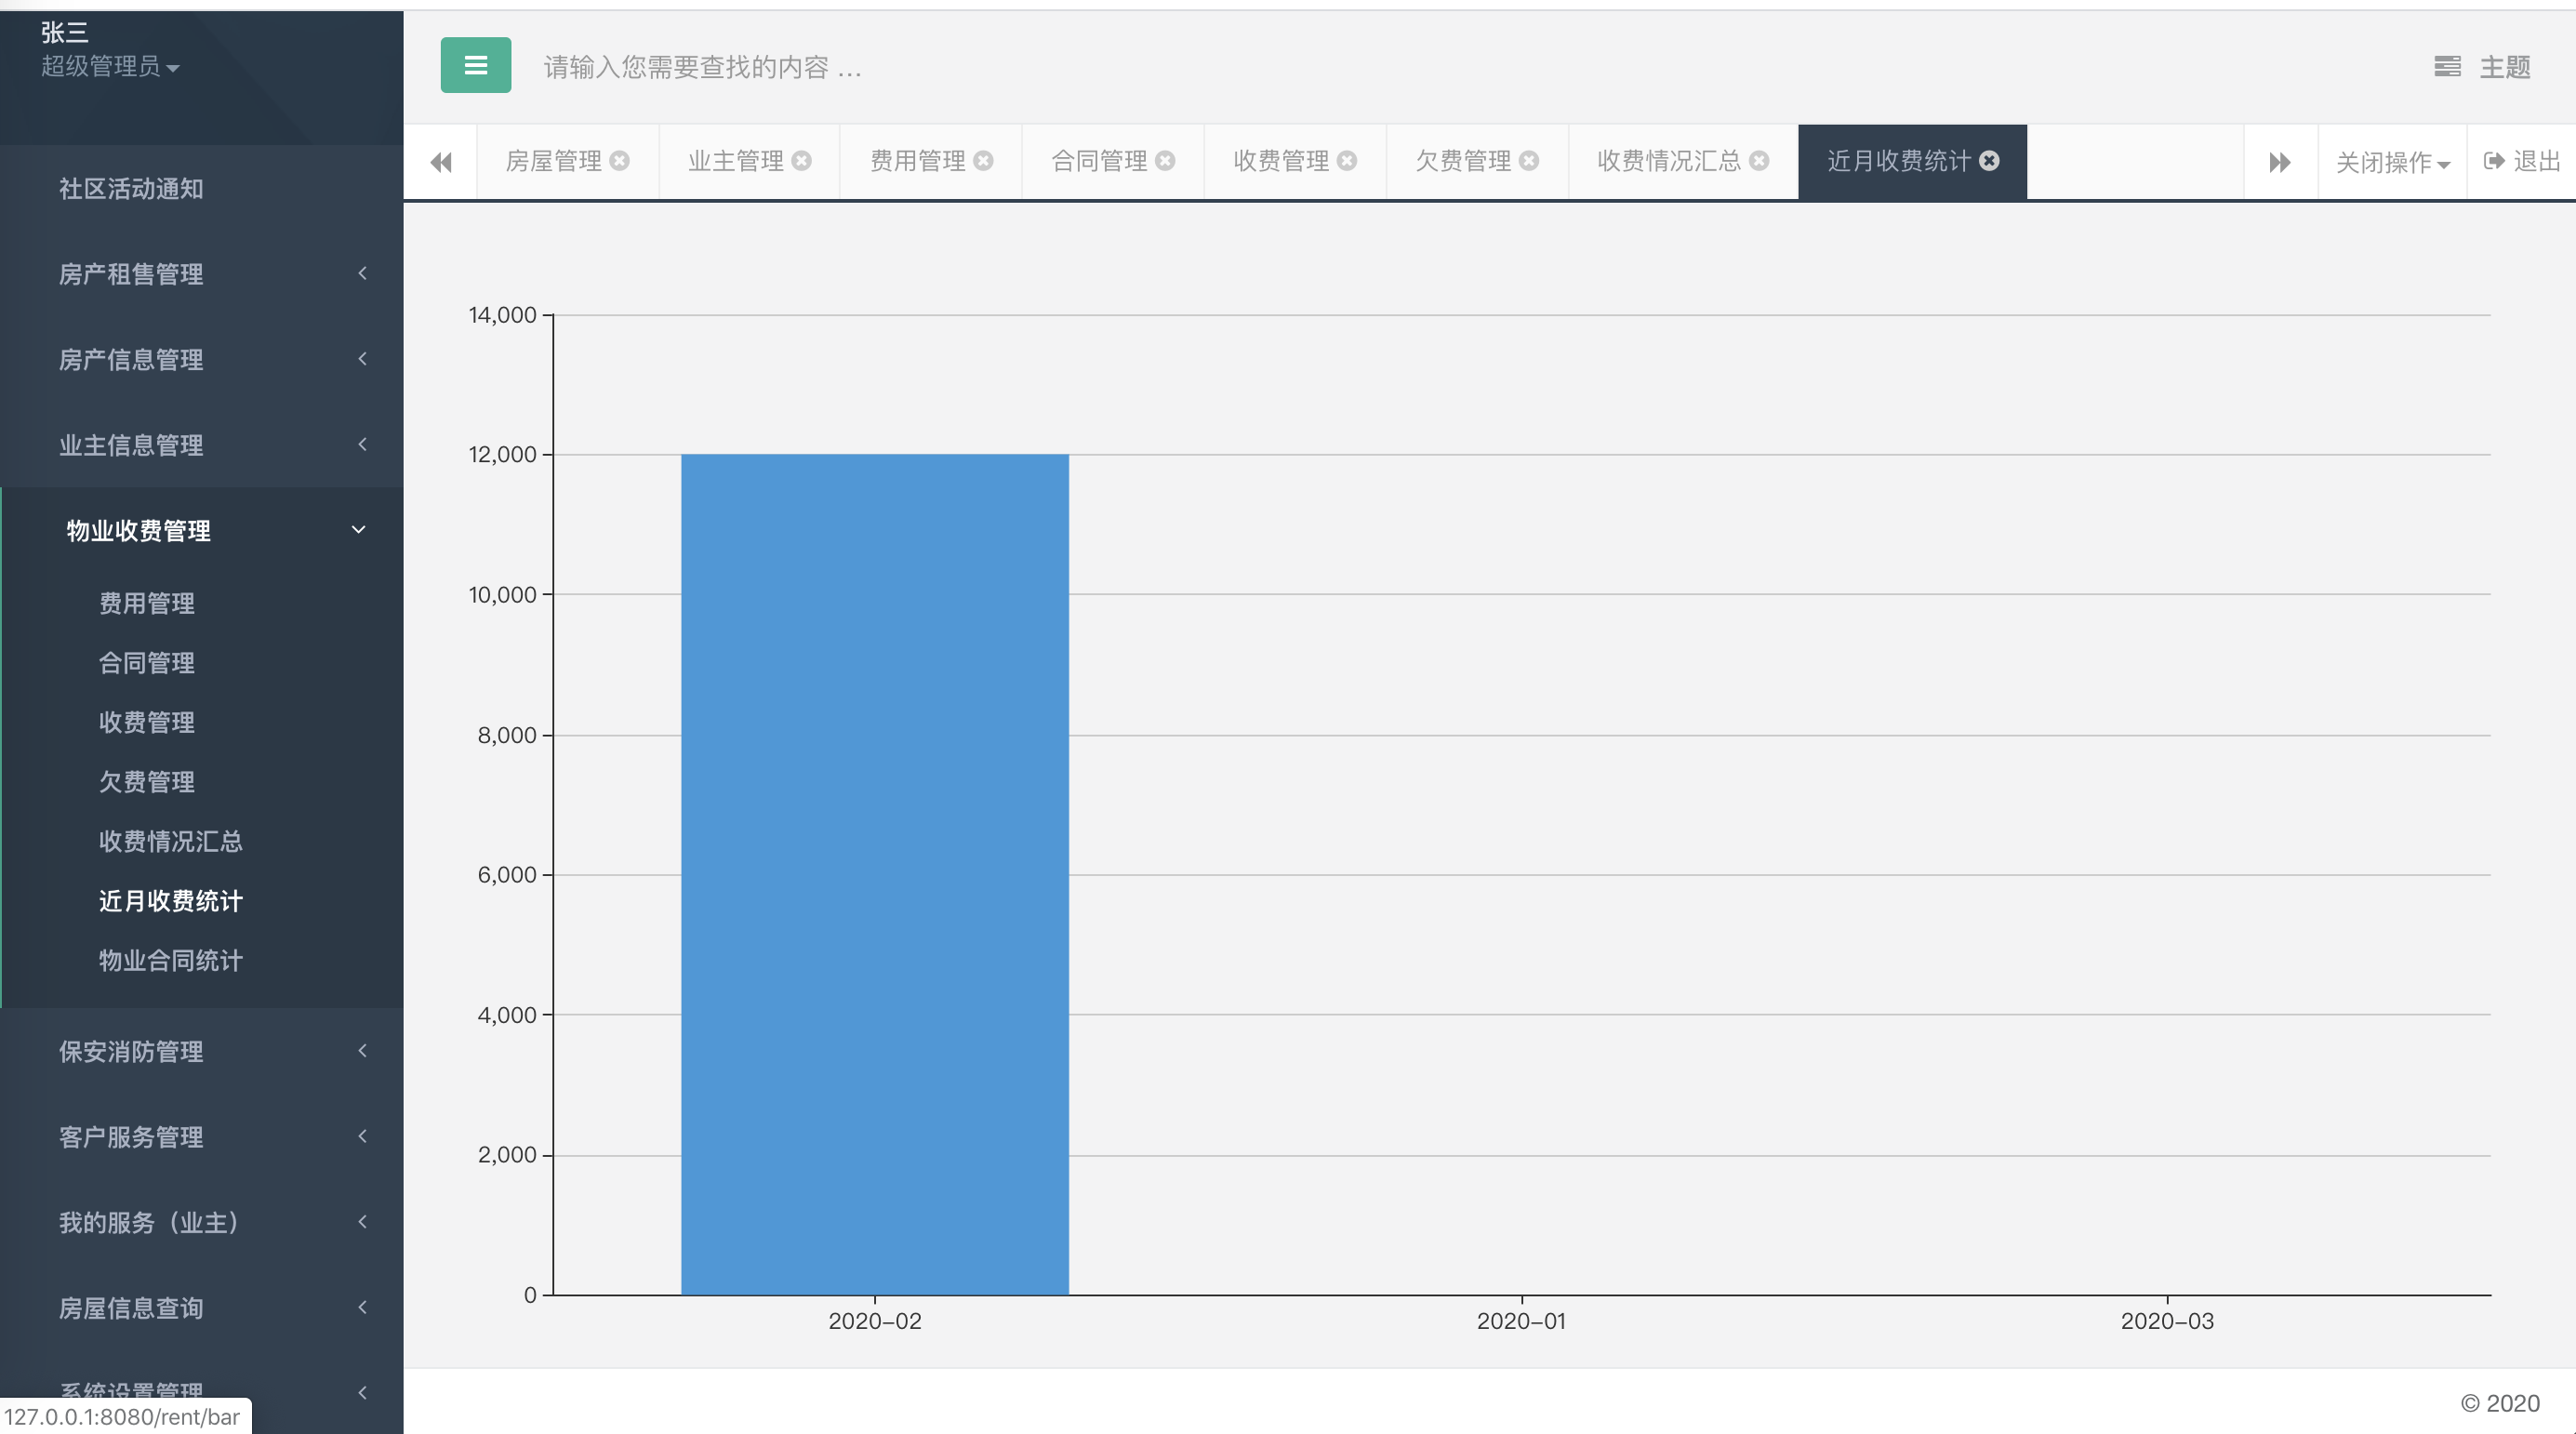 张三
超级管理员
社区活动通知
房产租售管理
房产信息管理
业主信息管理
物业收费管理
费用管理
合同管理
收费管理
欠费管理
收费情况汇总
近月收费统计
物业合同统计
保安消防管理
客户服务管理
我的服务（业主）
房屋信息查询
系统设置管理
127.0.0.1:8080/rent/bar
请输入您需要查找的内容 …
主题
房屋管理 业主管理 费用管理 合同管理 收费管理 欠费管理 收费情况汇总 近月收费统计 关闭操作 退出
14,000
12,000
10,000
8,000
6,000
4,000
2,000
0
2020-02 2020-01 2020-03
© 2020